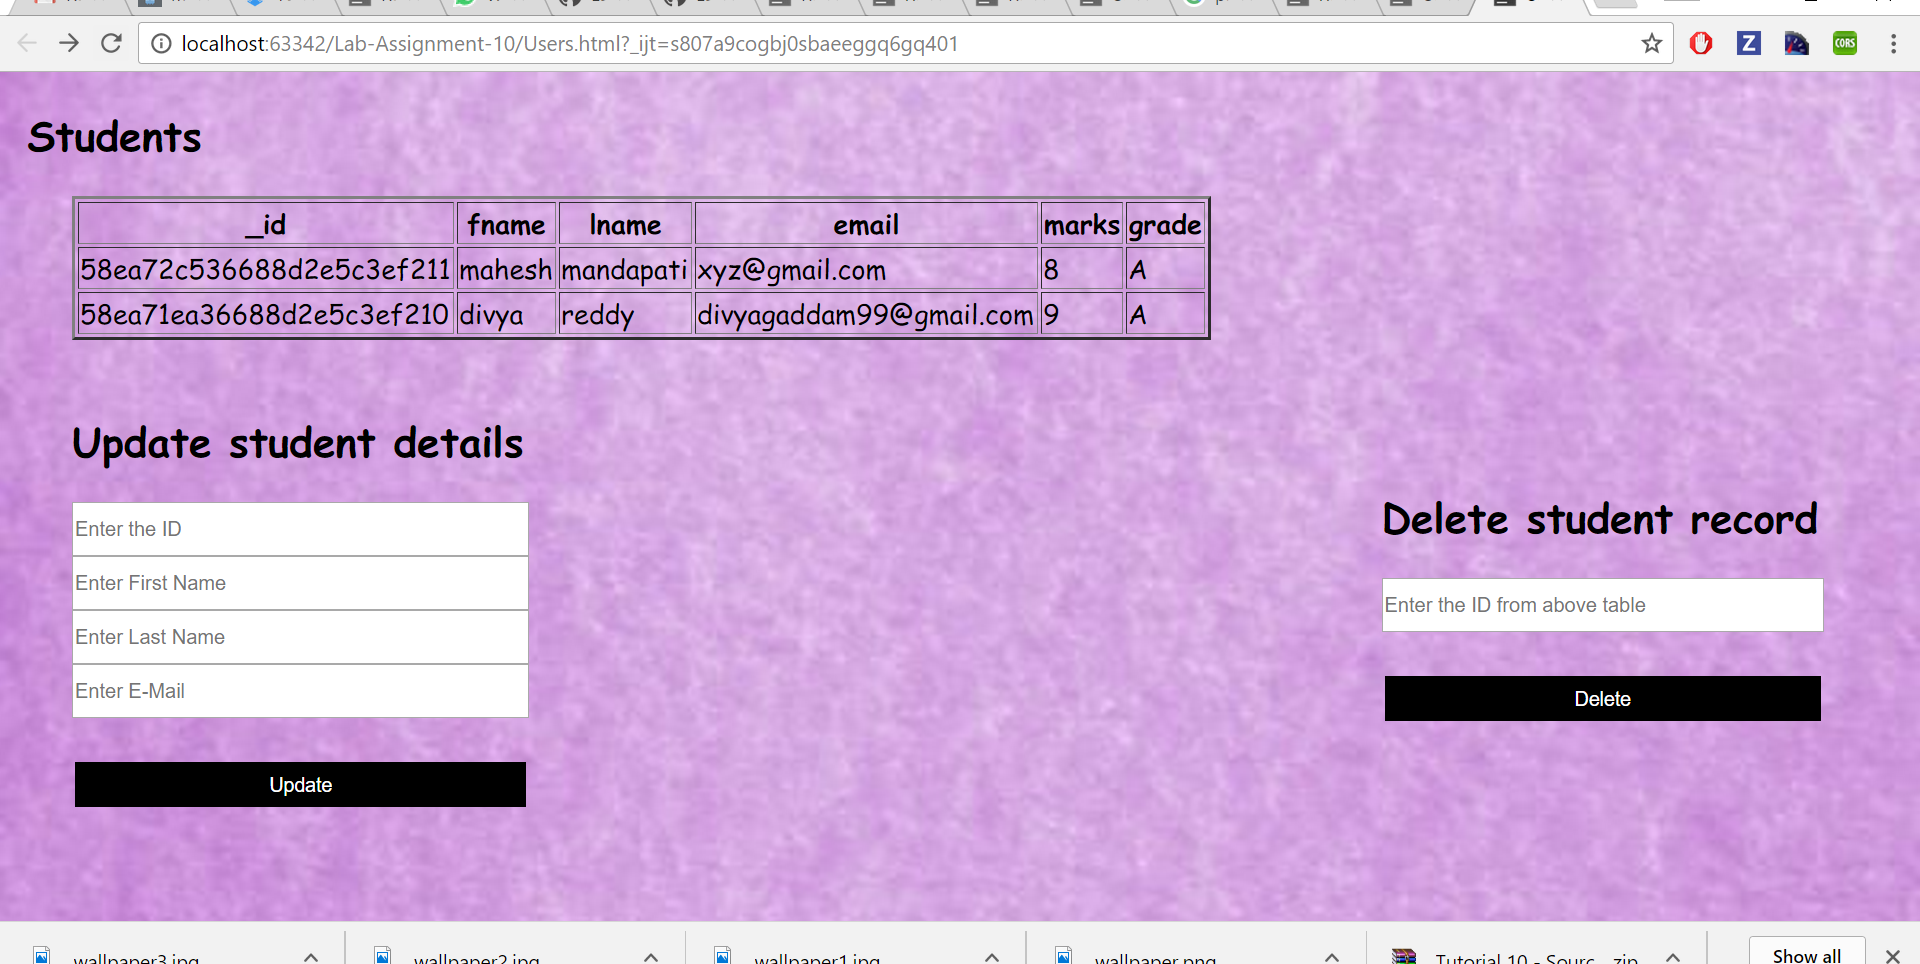 localhost:63342/Lab-Assignment-10/Users.html?_ijt=s807a9cogbj0sbaeeggq6gq401
Z
CORS
Students
_id fname lname email marks grade
58ea72c536688d2e5c3ef211 mahesh mandapati xyz@gmail.com 8 A
58ea71ea36688d2e5c3ef210 divya reddy divyagaddam99@gmail.com 9 A
Update student details
Enter the ID
Enter First Name
Enter Last Name
Enter E-Mail
Update
Delete student record
Enter the ID from above table
Delete
wallpaper3.jpg wallpaper2.jpg wallpaper1.jpg wallpaper.png Tutorial 10 - Sourc....zip Show all